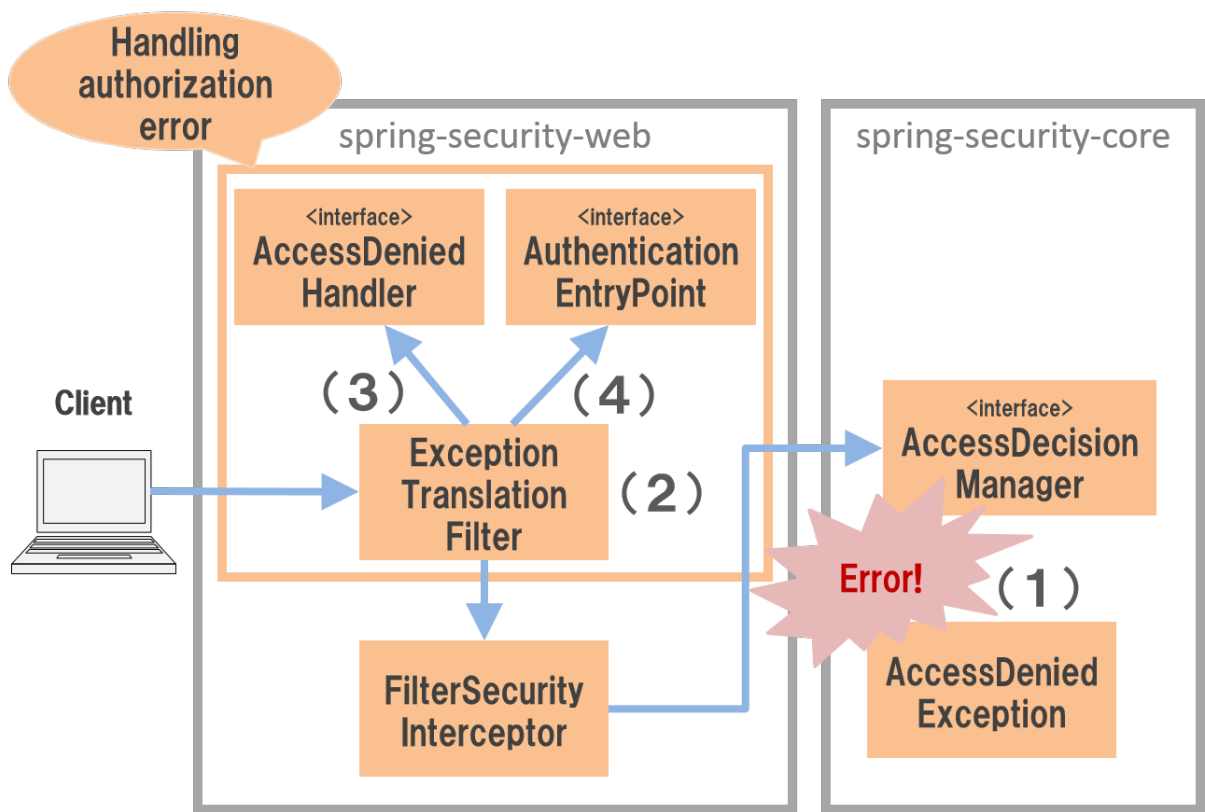 Handling
authorization
error
spring-security-web
spring-security-core
<interface>
AccessDenied
Handler
<interface>
Authentication
EntryPoint
（3）
（4）
Client
Exception
Translation
Filter
（2）
<interface>
AccessDecision
Manager
Error!
（1）
FilterSecurity
Interceptor
AccessDenied
Exception